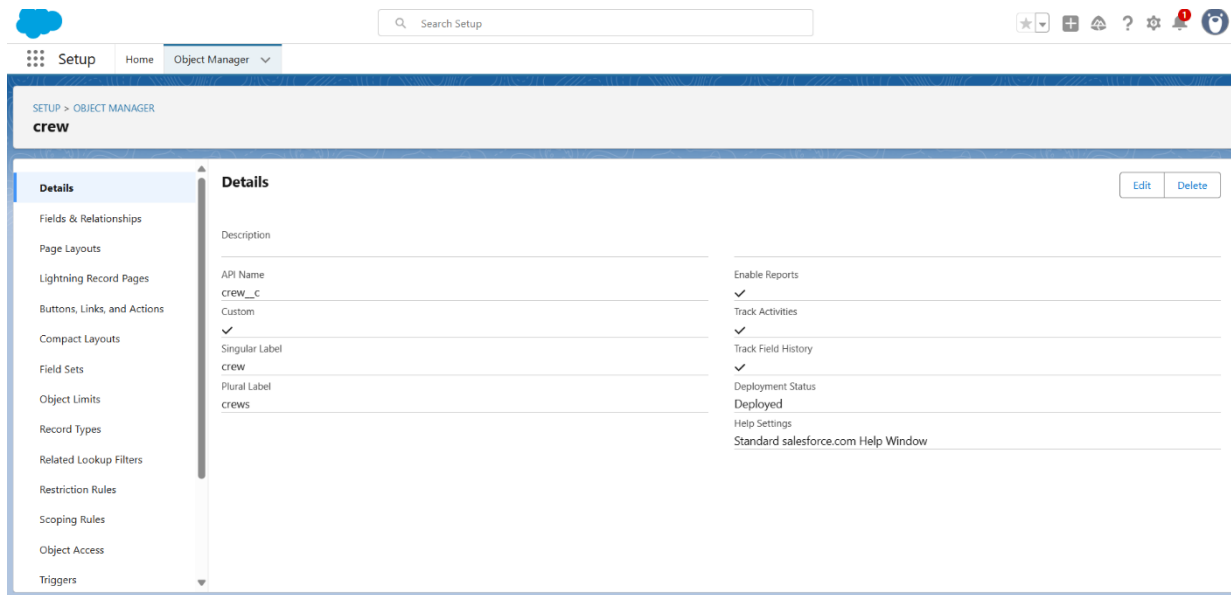 Search Setup
1
Setup
Home
Object Manager
SETUP > OBJECT MANAGER
crew
Details
Fields & Relationships
Page Layouts
Lightning Record Pages
Buttons, Links, and Actions
Compact Layouts
Field Sets
Object Limits
Record Types
Related Lookup Filters
Restriction Rules
Scoping Rules
Object Access
Triggers
Details
Edit
Delete
Description
API Name
crew__c
Custom
Singular Label
crew
Plural Label
crews
Enable Reports
Track Activities
Track Field History
Deployment Status
Deployed
Help Settings
Standard salesforce.com Help Window